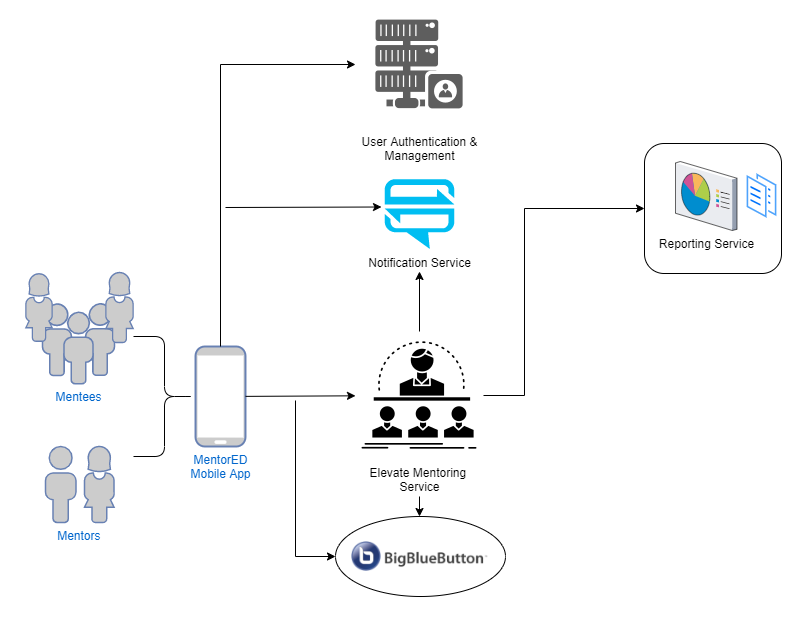 User Authentication &
Management
Notification Service
Reporting Service
Mentees
MentorED
Mobile App
Elevate Mentoring
Service
Mentors
b BigBlueButton